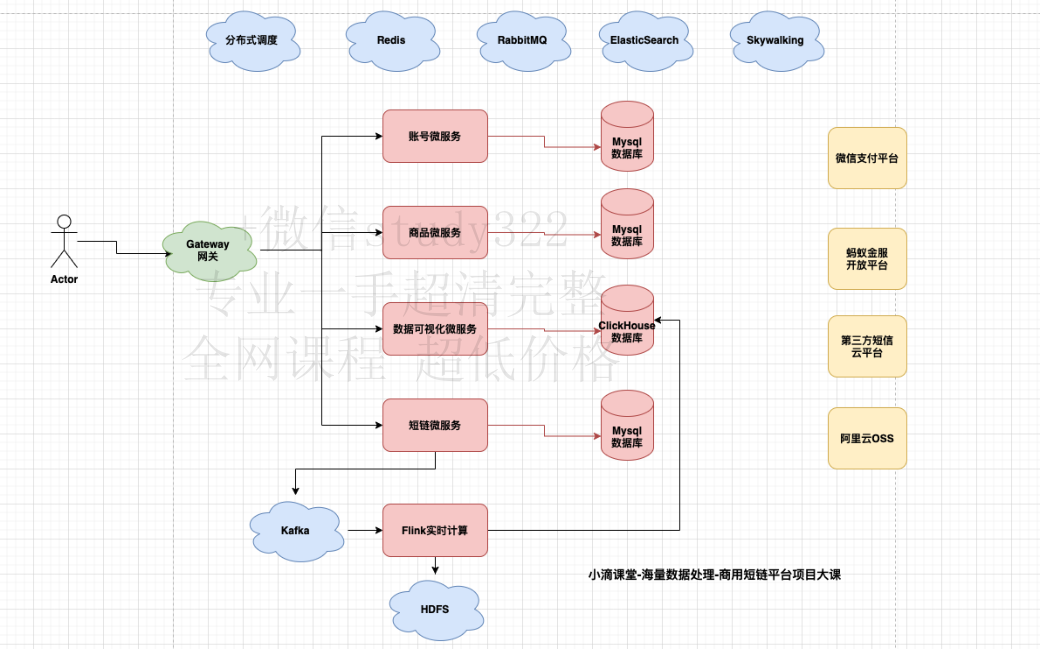 分布式调度
Redis
RabbitMQ
ElasticSearch
Skywalking
账号微服务
Mysql
数据库
微信支付平台
商品微服务
Mysql
数据库
+微信study322
Gateway
网关
Actor
蚂蚁金服
开放平台
专业一手超清完整
数据可视化微服务
ClickHouse
数据库
第三方短信
云平台
全网课程 超低价格
短链微服务
Mysql
数据库
阿里云OSS
Kafka
Flink实时计算
小滴课堂-海量数据处理-商用短链平台项目大课
HDFS